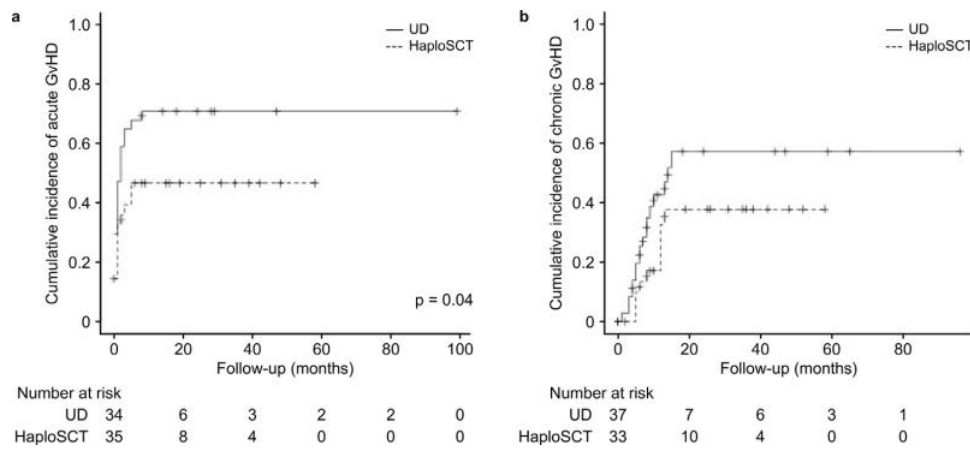 a
1.0
0.8
0.6
0.4
0.2
0
Cumulative incidence of acute GvHD
UD
HaploSCT
p = 0.04
0 20 40 60 80 100
Follow-up (months)
Number at risk
UD 34 6 3 2 2 0
HaploSCT 35 8 4 0 0 0
b
1.0
0.8
0.6
0.4
0.2
0
Cumulative incidence of chronic GvHD
UD
HaploSCT
0 20 40 60 80
Follow-up (months)
Number at risk
UD 37 7 6 3 1
HaploSCT 33 10 4 0 0